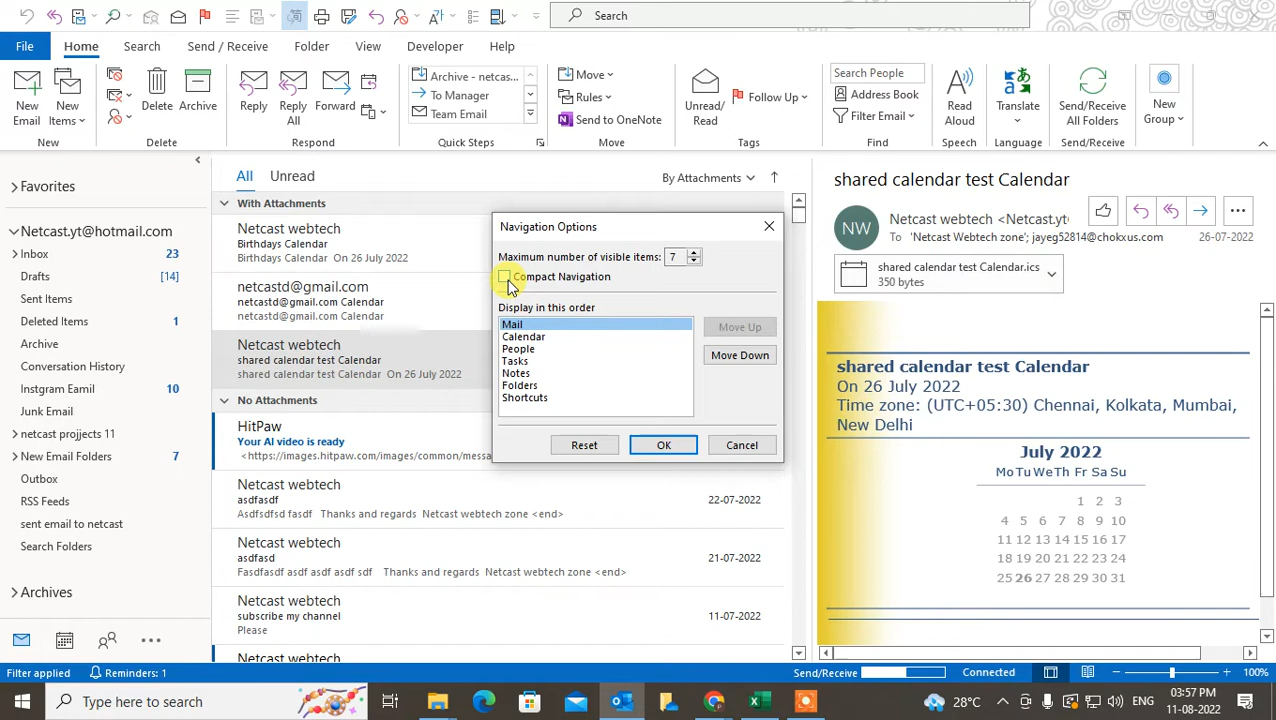 Search
File
Home
Search
Send / Receive
Folder
View
Developer
Help
New Email
New Items
Delete
Archive
Reply
Reply All
Forward
Archive - netcas...
To Manager
Team Email
Move
Rules
Send to OneNote
Unread/ Read
Follow Up
Search People
Address Book
Filter Email
Read Aloud
Translate
Send/Receive All Folders
New Group
New
Delete
Respond
Quick Steps
Move
Tags
Find
Speech
Language
Send/Receive
Favorites
Netcast.yt@hotmail.com
Inbox 23
Drafts [14]
Sent Items
Deleted Items 1
Archive
Conversation History
Instgram Eamil 10
Junk Email
netcast projjects 11
New Email Folders 7
Outbox
RSS Feeds
sent email to netcast
Search Folders
Archives
All
Unread
By Attachments
With Attachments
Netcast webtech
Birthdays Calendar
Birthdays Calendar On 26 July 2022
netcastd@gmail.com
netcastd@gmail.com Calendar
netcastd@gmail.com Calendar
Netcast webtech
shared calendar test Calendar
shared calendar test Calendar On 26 July 2022
No Attachments
HitPaw
Your AI video is ready
<https://images.hitpaw.com/images/common/messa
Netcast webtech
asdfasdf
22-07-2022
Asdfsdfsd fasdf Thanks and regards Netcast webtech zone <end>
Netcast webtech
asdfasd
21-07-2022
Fasdfasdf asdf asdf asdf sdf Thanks and regards Netcast webtech zone <end>
Netcast webtech
subscribe my channel
11-07-2022
Please
Netcast webtech
Navigation Options
Maximum number of visible items: 7
Compact Navigation
Display in this order
Mail
Calendar
People
Tasks
Notes
Folders
Shortcuts
Move Up
Move Down
Reset
OK
Cancel
shared calendar test Calendar
NW
Netcast webtech <Netcast.yt
To 'Netcast Webtech zone'; jayeg52814@chokxus.com
26-07-2022
shared calendar test Calendar.ics
350 bytes
shared calendar test Calendar
On 26 July 2022
Time zone: (UTC+05:30) Chennai, Kolkata, Mumbai,
New Delhi
July 2022
Mo Tu We Th Fr Sa Su
1 2 3
4 5 6 7 8 9 10
11 12 13 14 15 16 17
18 19 20 21 22 23 24
25 26 27 28 29 30 31
Filter applied
Reminders: 1
Send/Receive
Connected
100%
Type here to search
28°C
ENG
03:57 PM
11-08-2022